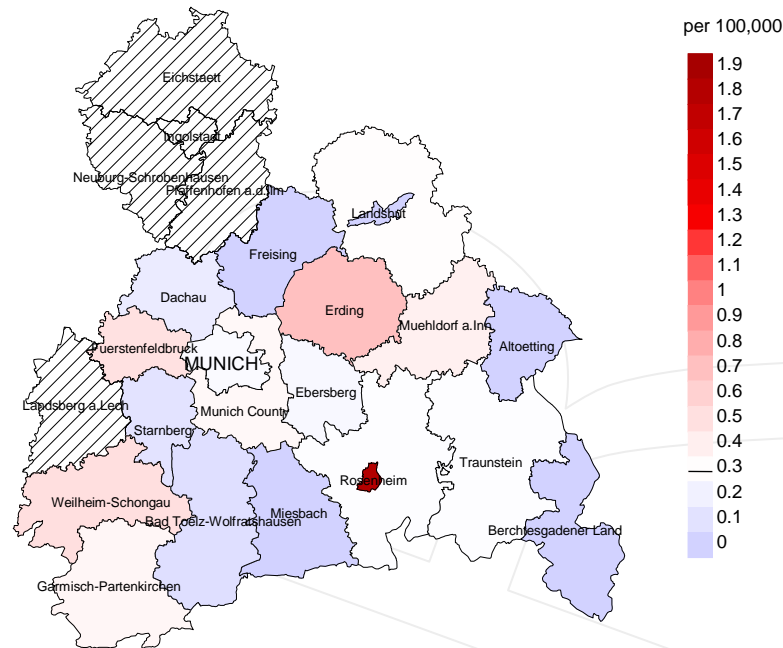 per 100,000
1.9
1.8
1.7
1.6
1.5
1.4
1.3
1.2
1.1
1
0.9
0.8
0.7
0.6
0.5
0.4
0.3
0.2
0.1
0
Eichstaett
Ingolstadt
Neuburg-Schrobenhausen
Pfaffenhofen a.d.Ilm
Landshut
Freising
Dachau
Erding
Muehldorf a.Inn
Altoetting
Fuerstenfeldbruck
MUNICH
Ebersberg
Landsberg a.Lech
Munich County
Starnberg
Traunstein
Rosenheim
Weilheim-Schongau
Miesbach
Bad Toelz-Wolfratshausen
Berchtesgadener Land
Garmisch-Partenkirchen